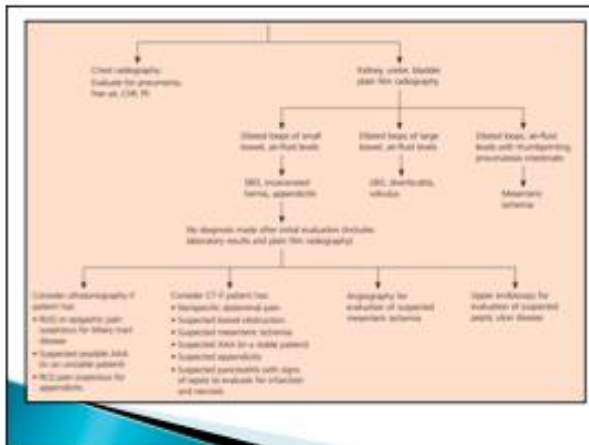 Chest radiography:
Evaluate for pneumonia,
free air, CHF, PE
Kidney, ureter, bladder
plain film radiography
Dilated loops of small
bowel, air-fluid levels
Dilated loops of large
bowel, air-fluid levels
Dilated loops, air-fluid
levels with thumbprinting
pneumatosis intestinalis
SBO, incarcerated
hernia, appendicitis
LBO, diverticulitis,
volvulus
Mesenteric
ischemia
No diagnosis made after initial evaluation (includes
laboratory results and plain film radiography)
Consider ultrasonography if
patient has:
• RUQ or epigastric pain
suspicious for biliary tract
disease
• Suspected possible AAA
(in an unstable patient)
• RLQ pain suspicious for
appendicitis
Consider CT if patient has:
• Nonspecific abdominal pain
• Suspected bowel obstruction
• Suspected mesenteric ischemia
• Suspected AAA (in a stable patient)
• Suspected appendicitis
• Suspected pancreatitis with signs
of sepsis to evaluate for infarction
and necrosis
Angiography for
evaluation of suspected
mesenteric ischemia
Upper endoscopy for
evaluation of suspected
peptic ulcer disease